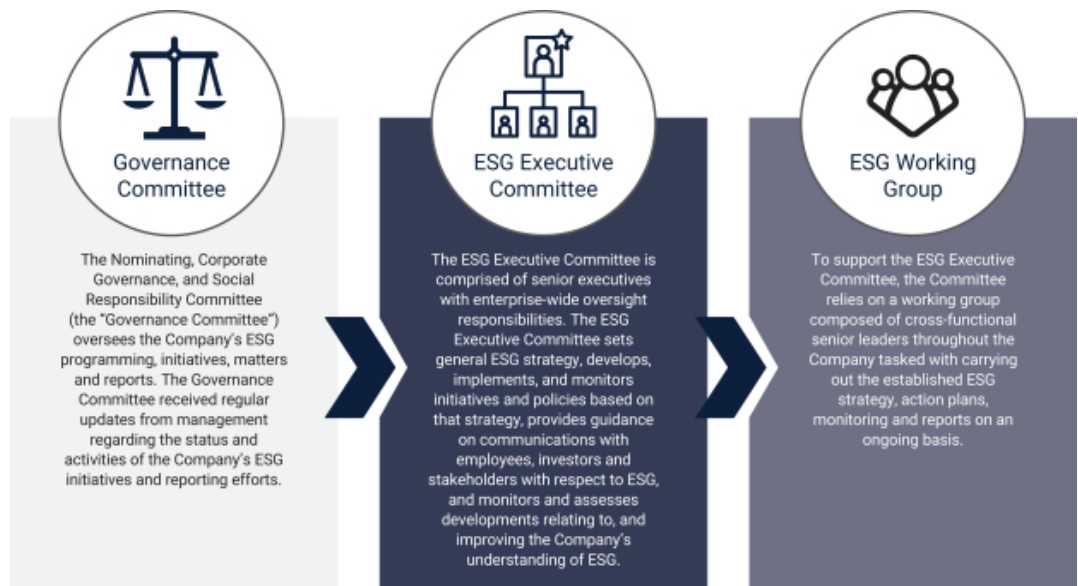 Governance
Committee
The Nominating, Corporate
Governance, and Social
Responsibility Committee
(the “Governance Committee”)
oversees the Company’s ESG
programming, initiatives, matters
and reports. The Governance
Committee received regular
updates from management
regarding the status and
activities of the Company’s ESG
initiatives and reporting efforts.
ESG Executive
Committee
The ESG Executive Committee is
comprised of senior executives
with enterprise-wide oversight
responsibilities. The ESG
Executive Committee sets
general ESG strategy, develops,
implements, and monitors
initiatives and policies based on
that strategy, provides guidance
on communications with
employees, investors and
stakeholders with respect to ESG,
and monitors and assesses
developments relating to, and
improving the Company’s
understanding of ESG.
ESG Working
Group
To support the ESG Executive
Committee, the Committee
relies on a working group
composed of cross-functional
senior leaders throughout the
Company tasked with carrying
out the established ESG
strategy, action plans,
monitoring and reports on an
ongoing basis.